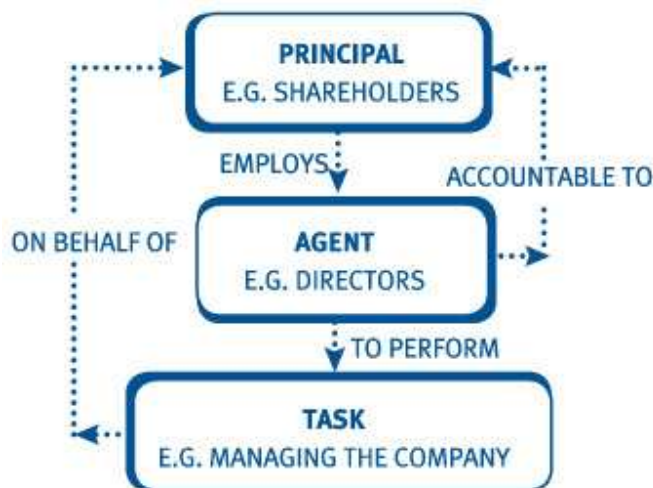 PRINCIPAL
E.G. SHAREHOLDERS
EMPLOYS
ACCOUNTABLE TO
ON BEHALF OF
AGENT
E.G. DIRECTORS
TO PERFORM
TASK
E.G. MANAGING THE COMPANY